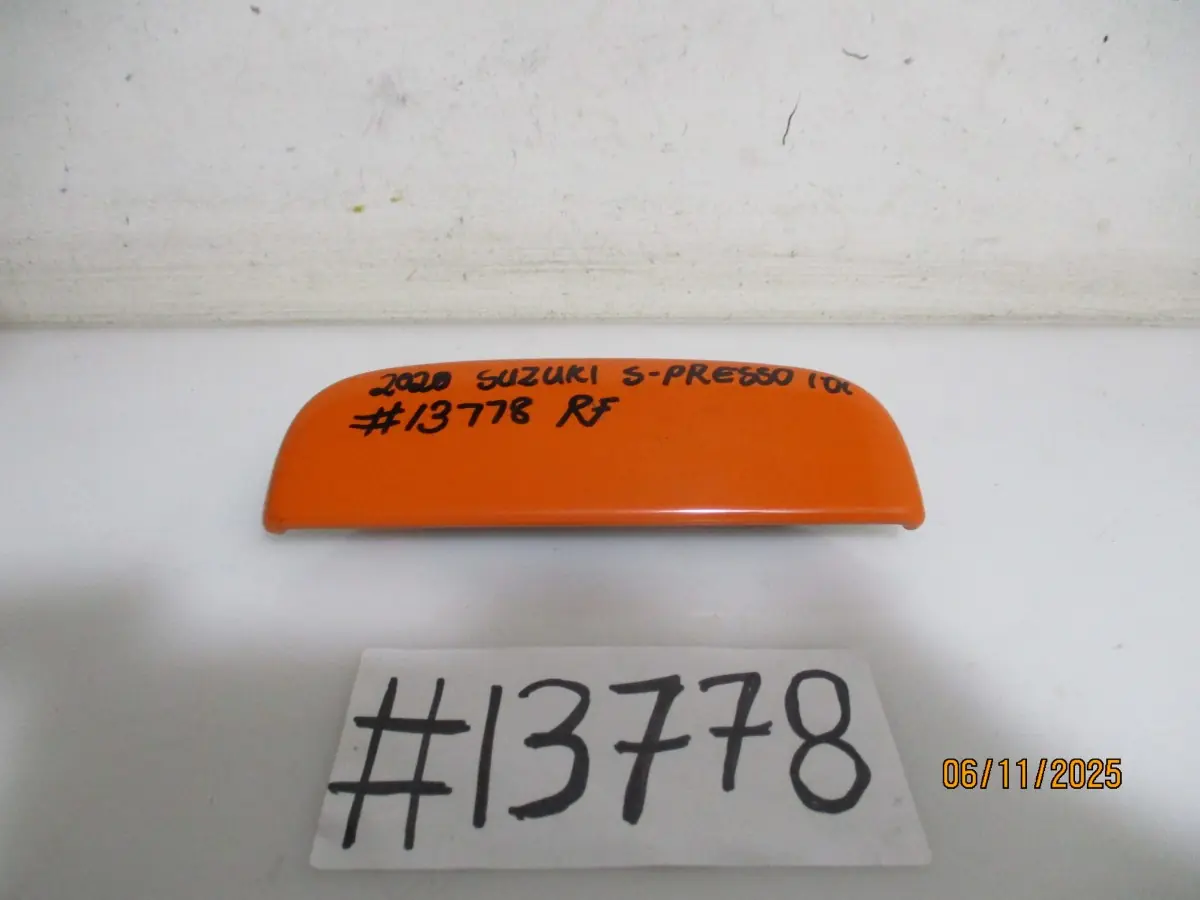 2020 SUZUKI S-PRESSO
#13778 RF
#13778
06/11/2025